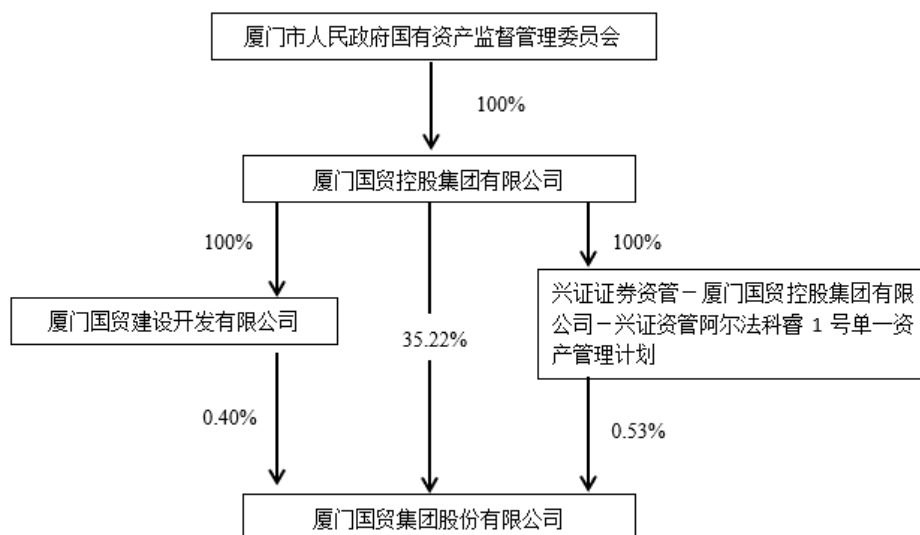 厦门市人民政府国有资产监督管理委员会
100%
厦门国贸控股集团有限公司
100%
100%
厦门国贸建设开发有限公司
35.22%
兴证证券资管－厦门国贸控股集团有限
公司－兴证资管阿尔法科睿 1 号单一资
产管理计划
0.40%
0.53%
厦门国贸集团股份有限公司